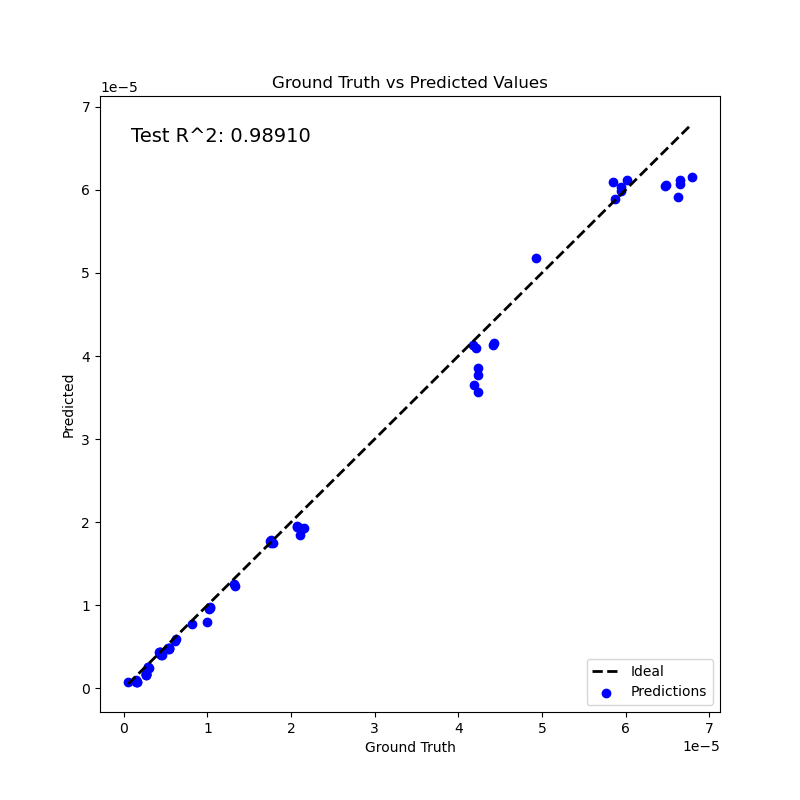 Ground Truth vs Predicted Values
1e−5
Test R^2: 0.98910
7
6
5
4
3
2
1
0
Predicted
Ideal
Predictions
0 1 2 3 4 5 6 7
Ground Truth
1e−5